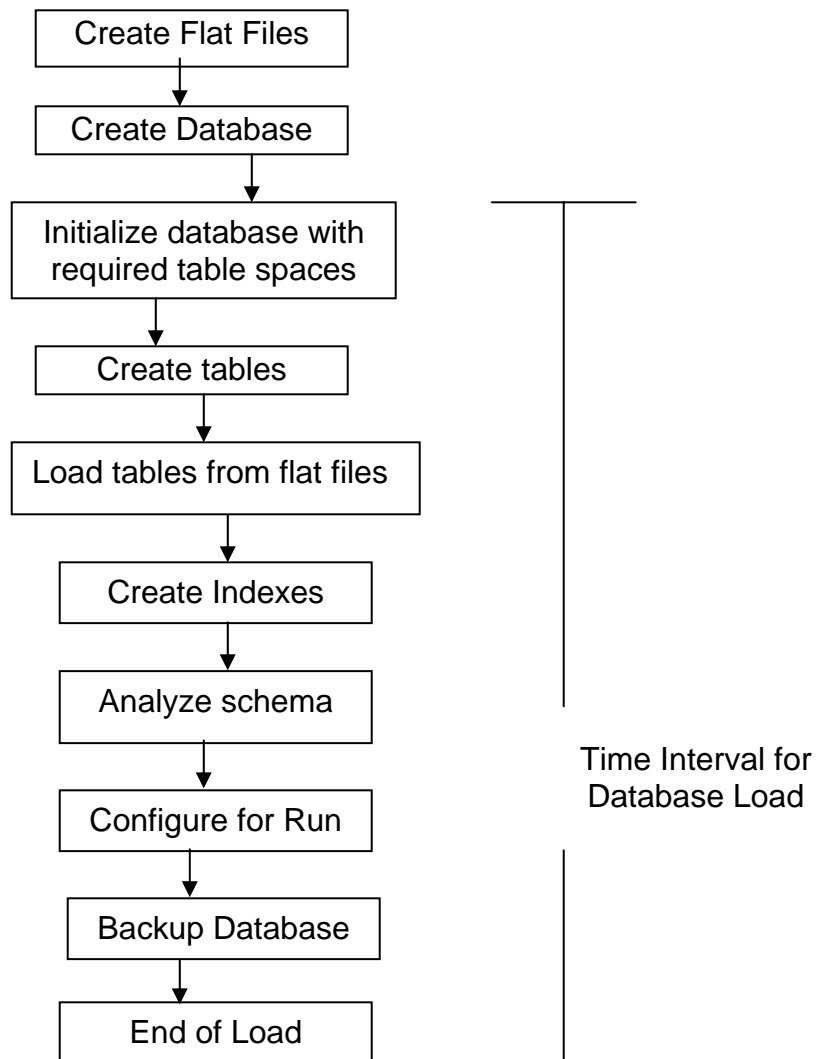 Create Flat Files
Create Database
Initialize database with
required table spaces
Create tables
Load tables from flat files
Create Indexes
Analyze schema
Configure for Run
Backup Database
End of Load
Time Interval for
Database Load